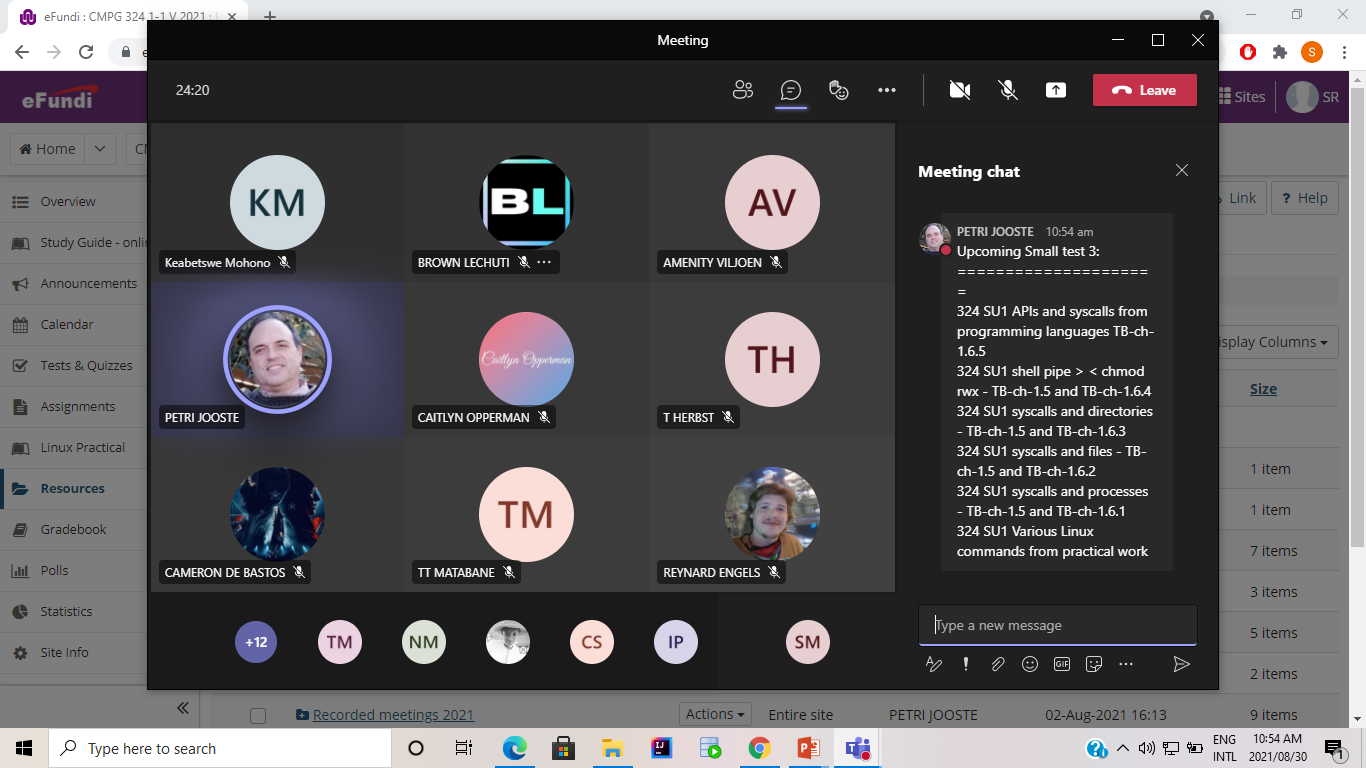 eFundi : CMPG 324 1-1 V 2021 :
Meeting
24:20
Leave
eFundi
Sites
SR
Home
Overview
Study Guide - onli
Announcements
Calendar
Tests & Quizzes
Assignments
Linux Practical
Resources
Gradebook
Polls
Statistics
Site Info
KM
Keabetswe Mohono
BL
BROWN LECHUTI
AV
AMENITY VILJOEN
PETRI JOOSTE
Caitlyn Opperman
CAITLYN OPPERMAN
TH
T HERBST
CAMERON DE BASTOS
TM
TT MATABANE
REYNARD ENGELS
+12
TM
NM
CS
IP
SM
Meeting chat
PETRI JOOSTE 10:54 am
Upcoming Small test 3:
====================
=
324 SU1 APIs and syscalls from
programming languages TB-ch-
1.6.5
324 SU1 shell pipe > < chmod
rwx - TB-ch-1.5 and TB-ch-1.6.4
324 SU1 syscalls and directories
- TB-ch-1.5 and TB-ch-1.6.3
324 SU1 syscalls and files - TB-
ch-1.5 and TB-ch-1.6.2
324 SU1 syscalls and processes
- TB-ch-1.5 and TB-ch-1.6.1
324 SU1 Various Linux
commands from practical work
Type a new message
GIF
Link
? Help
isplay Columns
Size
1 item
1 item
7 items
3 items
5 items
2 items
Recorded meetings 2021 Actions Entire site PETRI JOOSTE 02-Aug-2021 16:13 9 items
Type here to search
ENG
INTL
10:54 AM
2021/08/30
1